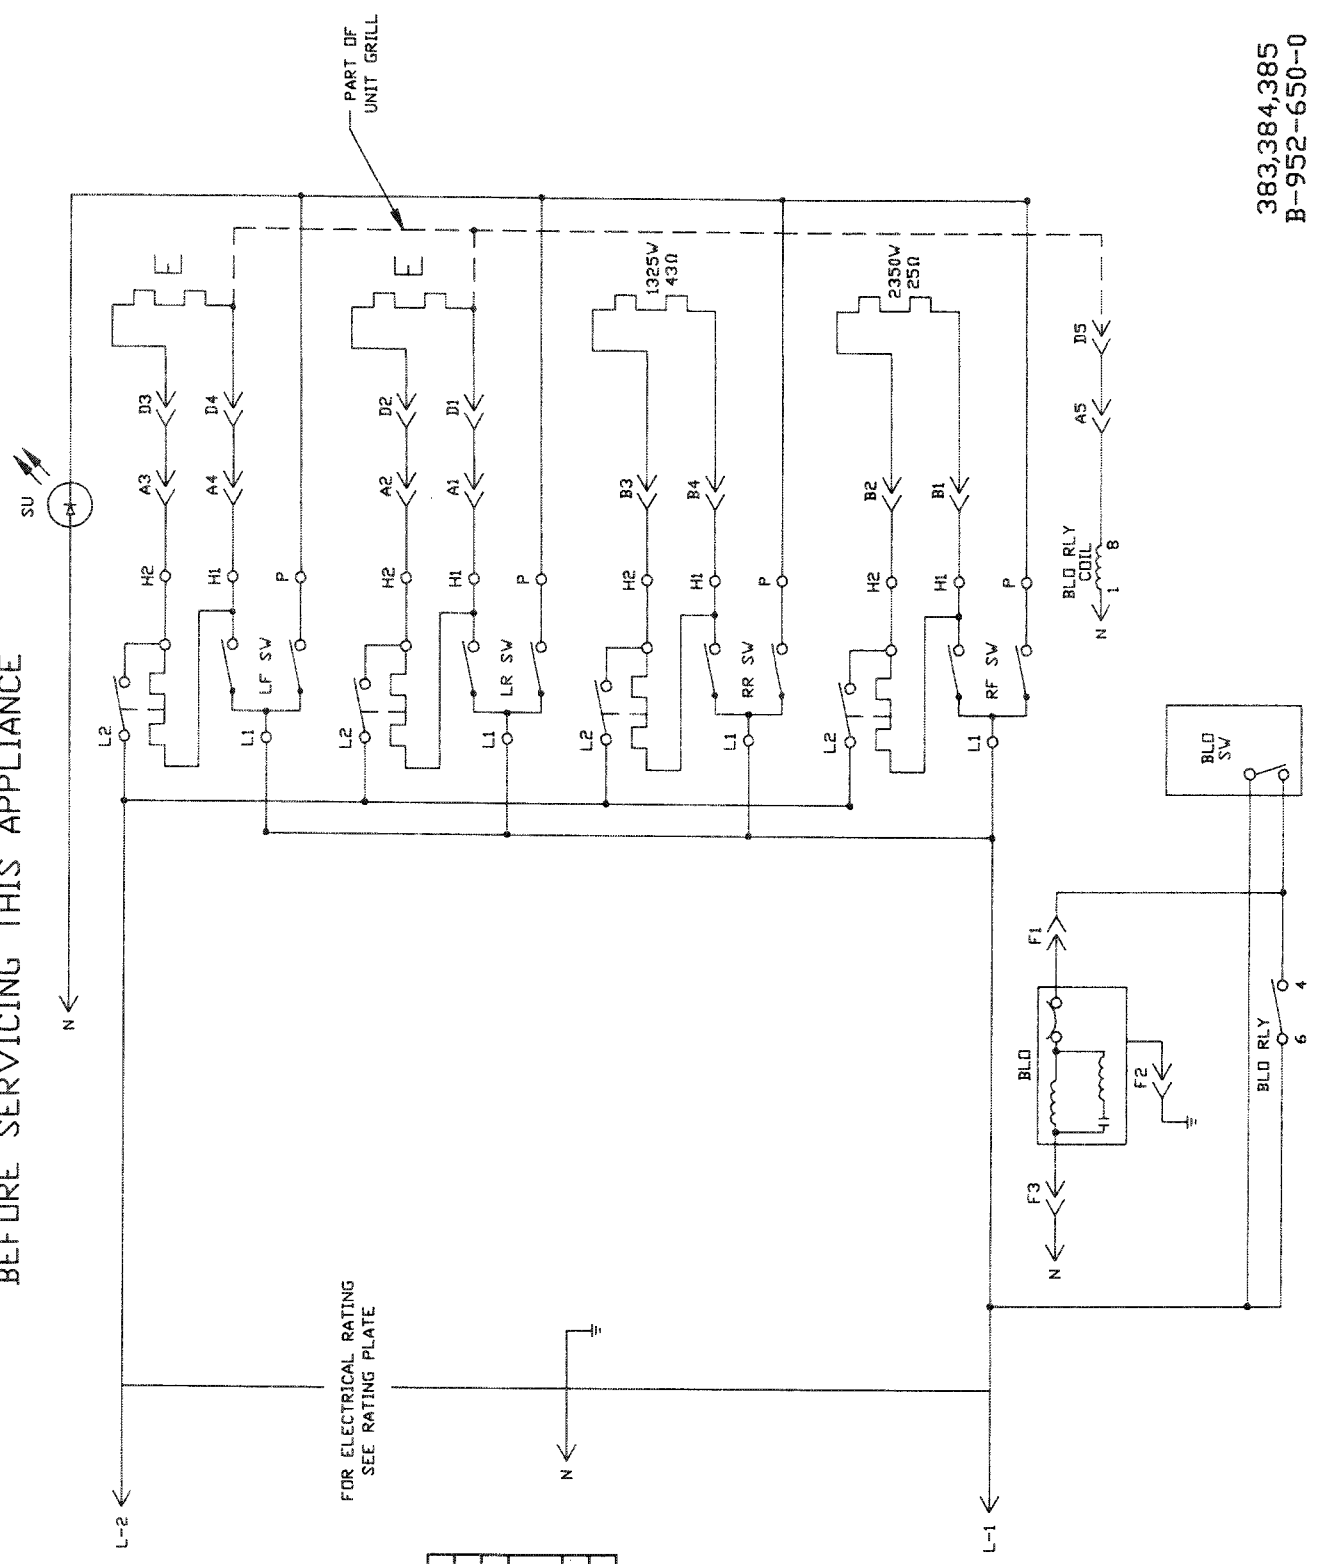 BEFORE SERVICING THIS APPLIANCE
N
SU
PART OF
UNIT GRILL
L-2
L2
H2
A3
D3
E
H1
A4
D4
L1
LF SW
P
L2
H2
A2
D2
E
H1
A1
D1
L1
LR SW
P
FOR ELECTRICAL RATING
SEE RATING PLATE
N
L2
H2
B3
1325W
43Ω
H1
B4
L1
RR SW
P
L2
H2
B2
2350W
25Ω
H1
B1
L1
RF SW
P
L-1
N
F3
BLO
F1
F2
N
BLO RLY
COIL
1
8
A5
D5
BLO
SW
BLO RLY
6
4
383,384,385
B-952-650-0